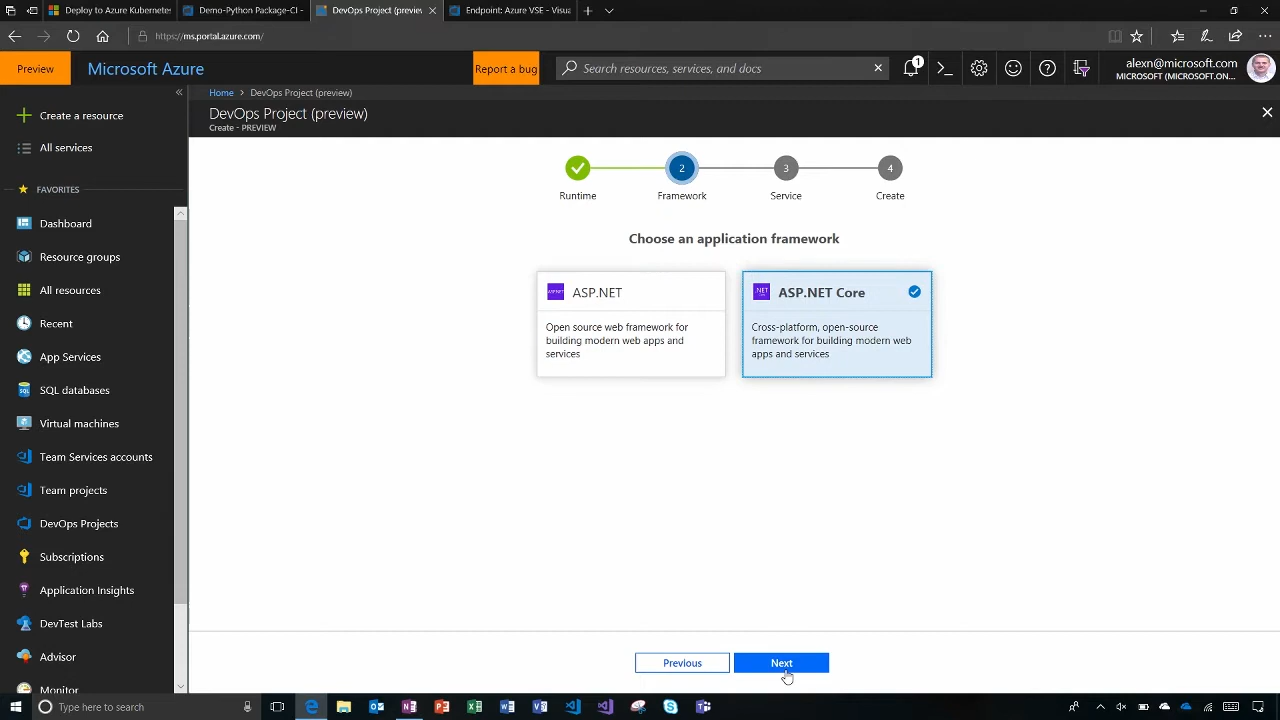 Deploy to Azure Kubernetes
Demo-Python Package-CI -
DevOps Project (preview
Endpoint: Azure VSE - Visua
https://ms.portal.azure.com/
Preview
Microsoft Azure
Report a bug
Search resources, services, and docs
1
alexn@microsoft.com
MICROSOFT (MICROSOFT.ON...
Home > DevOps Project (preview)
DevOps Project (preview)
Create - PREVIEW
Create a resource
All services
FAVORITES
Dashboard
Resource groups
All resources
Recent
App Services
SQL databases
Virtual machines
Team Services accounts
Team projects
DevOps Projects
Subscriptions
Application Insights
DevTest Labs
Advisor
Monitor
2
3
4
Runtime
Framework
Service
Create
Choose an application framework
ASP.NET
Open source web framework for
building modern web apps and
services
ASP.NET Core
Cross-platform, open-source
framework for building modern web
apps and services
Previous
Next
Type here to search